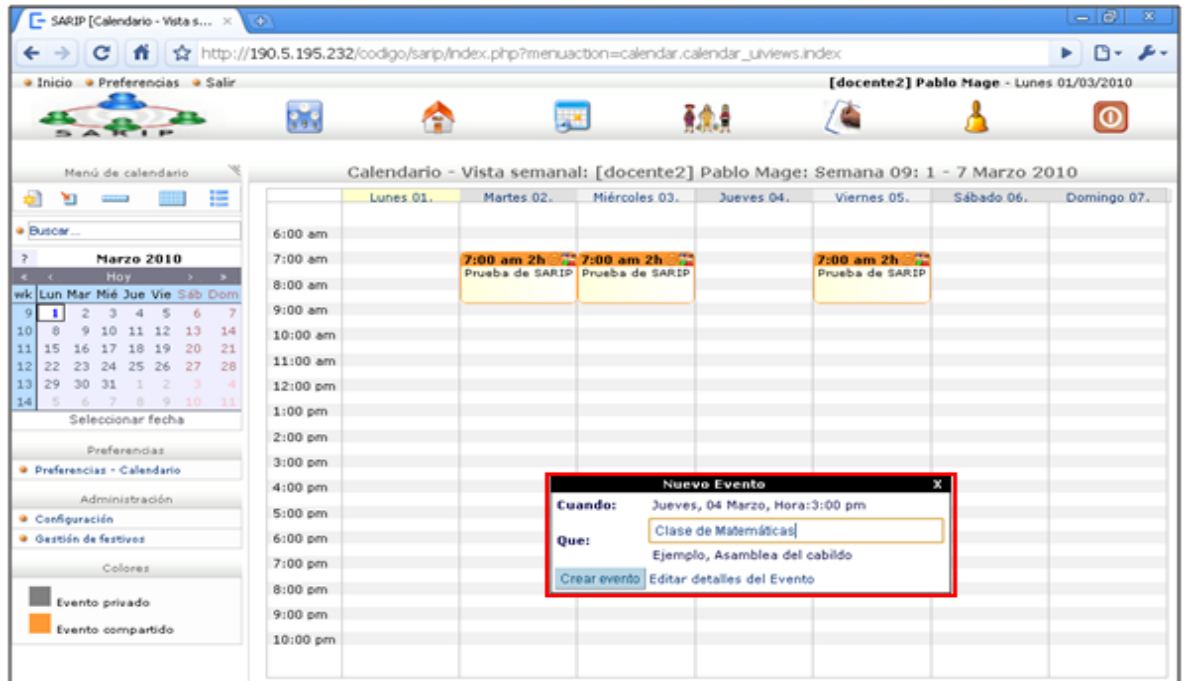 SARIP [Calendario - Vista s...
http://190.5.195.232/codigo/sarip/index.php?menuaction=calendar.calendar_uiviews.index
Inicio Preferencias Salir
[docente2] Pablo Mage - Lunes 01/03/2010
SARIP
Menú de calendario
Calendario - Vista semanal: [docente2] Pablo Mage: Semana 09: 1 - 7 Marzo 2010
Lunes 01. Martes 02. Miércoles 03. Jueves 04. Viernes 05. Sábado 06. Domingo 07.
Buscar...
? Marzo 2010
« < Hoy > »
wk Lun Mar Mié Jue Vie Sáb Dom
9 1 2 3 4 5 6 7
10 8 9 10 11 12 13 14
11 15 16 17 18 19 20 21
12 22 23 24 25 26 27 28
13 29 30 31 1 2 3 4
14 5 6 7 8 9 10 11
Seleccionar fecha
Preferencias
Preferencias - Calendario
Administración
Configuración
Gestión de festivos
Colores
Evento privado
Evento compartido
6:00 am
7:00 am
8:00 am
9:00 am
10:00 am
11:00 am
12:00 pm
1:00 pm
2:00 pm
3:00 pm
4:00 pm
5:00 pm
6:00 pm
7:00 pm
8:00 pm
9:00 pm
10:00 pm
7:00 am 2h
Prueba de SARIP
7:00 am 2h
Prueba de SARIP
7:00 am 2h
Prueba de SARIP
Nuevo Evento X
Cuando: Jueves, 04 Marzo, Hora:3:00 pm
Que: Clase de Matemáticas
Ejemplo, Asamblea del cabildo
Crear evento Editar detalles del Evento